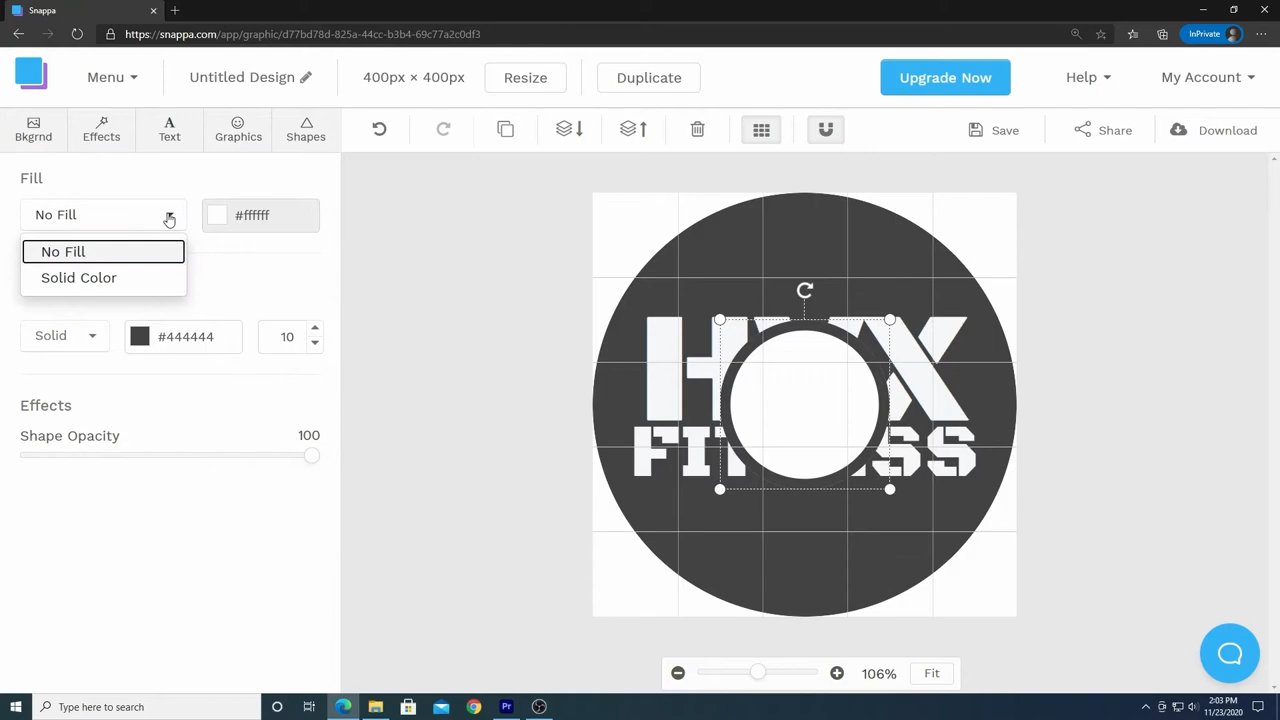 Snappa
https://snappa.com/app/graphic/d77bd78d-825a-44cc-b3b4-69c77a2c0df3
InPrivate
Menu
Untitled Design
400px × 400px
Resize
Duplicate
Upgrade Now
Help
My Account
Bkgrnd
Effects
Text
Graphics
Shapes
Save
Share
Download
Fill
No Fill
#ffffff
No Fill
Solid Color
Solid
#444444
10
Effects
Shape Opacity
100
FIT
SS
106%
Fit
Type here to search
Pr
2:03 PM
11/23/2020